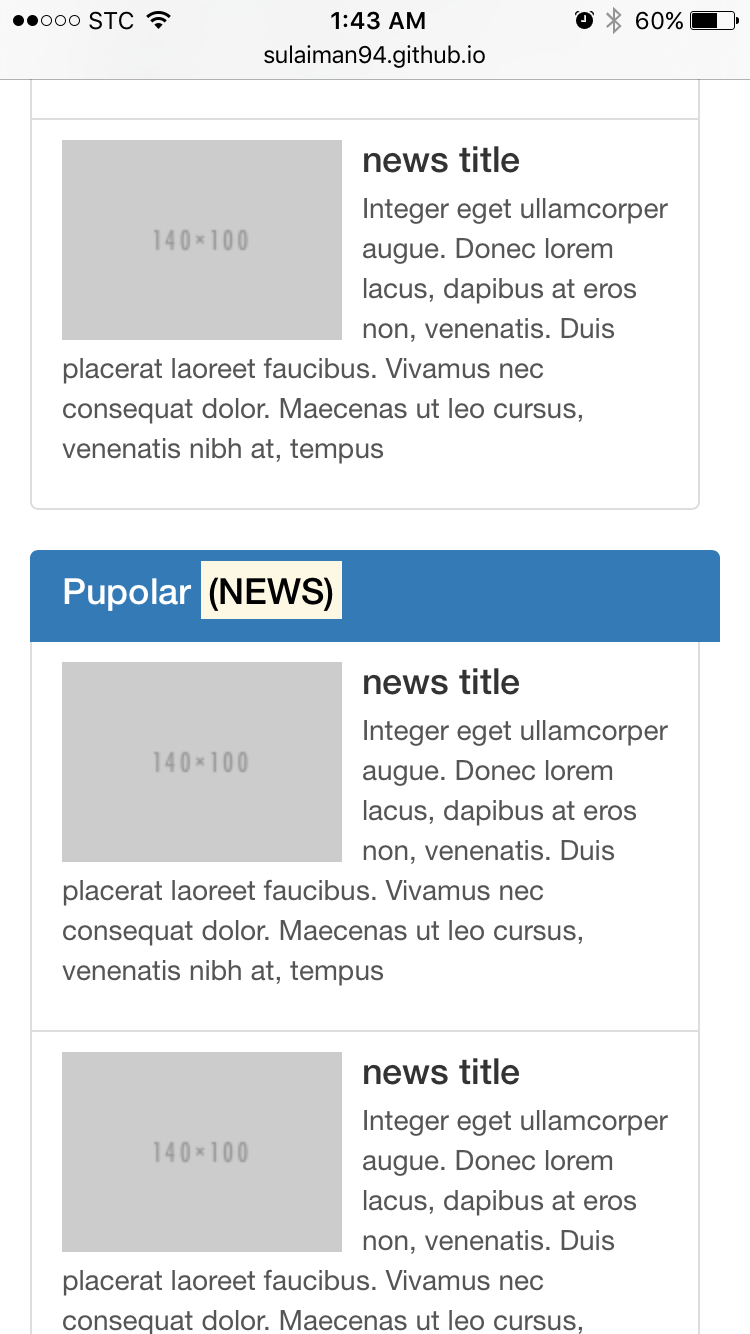 STC 1:43 AM 60%
sulaiman94.github.io
140×100
news title
Integer eget ullamcorper
augue. Donec lorem
lacus, dapibus at eros
non, venenatis. Duis
placerat laoreet faucibus. Vivamus nec
consequat dolor. Maecenas ut leo cursus,
venenatis nibh at, tempus
Pupolar (NEWS)
140×100
news title
Integer eget ullamcorper
augue. Donec lorem
lacus, dapibus at eros
non, venenatis. Duis
placerat laoreet faucibus. Vivamus nec
consequat dolor. Maecenas ut leo cursus,
venenatis nibh at, tempus
140×100
news title
Integer eget ullamcorper
augue. Donec lorem
lacus, dapibus at eros
non, venenatis. Duis
placerat laoreet faucibus. Vivamus nec
consequat dolor. Maecenas ut leo cursus,